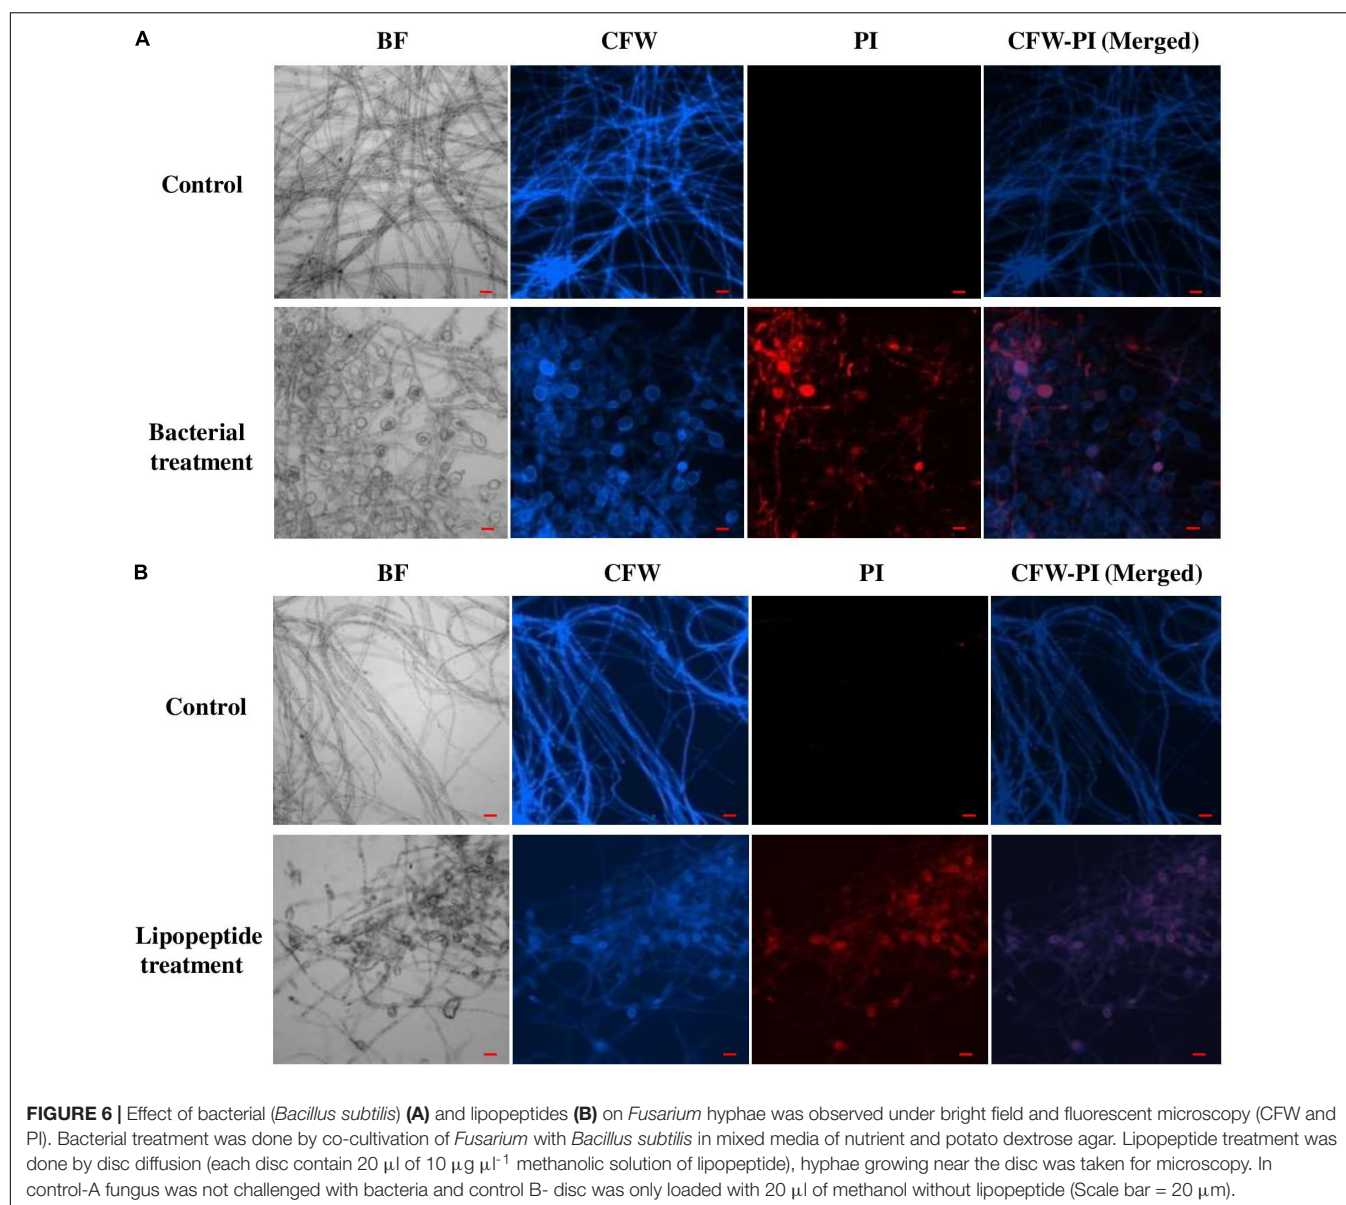 A
BF CFW PI CFW-PI (Merged)
Control
Bacterial
treatment
B
BF CFW PI CFW-PI (Merged)
Control
Lipopeptide
treatment
FIGURE 6 | Effect of bacterial (Bacillus subtilis) (A) and lipopeptides (B) on Fusarium hyphae was observed under bright field and fluorescent microscopy (CFW and
PI). Bacterial treatment was done by co-cultivation of Fusarium with Bacillus subtilis in mixed media of nutrient and potato dextrose agar. Lipopeptide treatment was
done by disc diffusion (each disc contain 20 μl of 10 μg μl⁻¹ methanolic solution of lipopeptide), hyphae growing near the disc was taken for microscopy. In
control-A fungus was not challenged with bacteria and control B- disc was only loaded with 20 μl of methanol without lipopeptide (Scale bar = 20 μm).